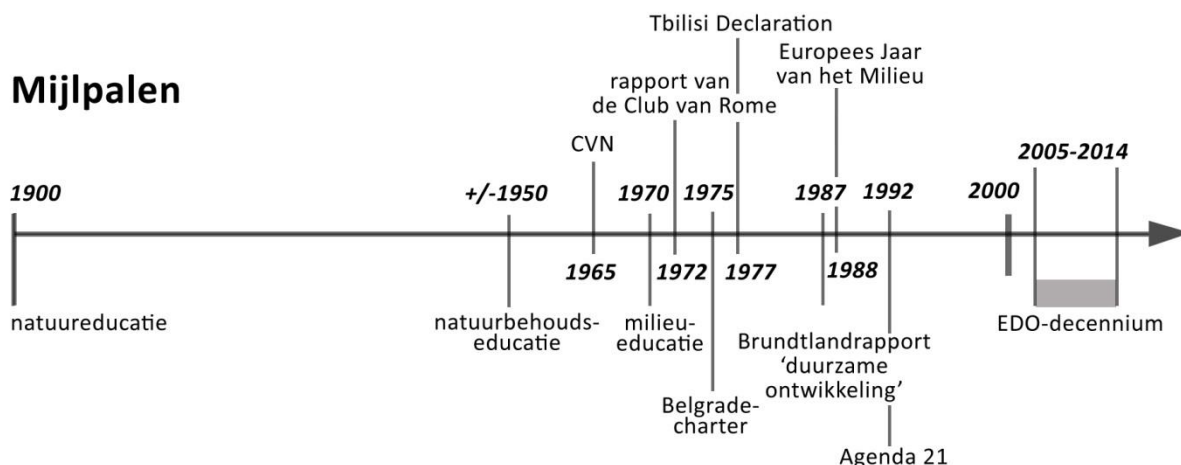 Mijlpalen
Tbilisi Declaration
Europees Jaar
van het Milieu
rapport van
de Club van Rome
CVN
2005-2014
1900
+/-1950
1970
1975
1987
1992
2000
1965
1972
1977
1988
natuureducatie
natuurbehouds-
educatie
milieu-
educatie
EDO-decennium
Brundtlandrapport
‘duurzame
ontwikkeling’
Belgrade-
charter
Agenda 21